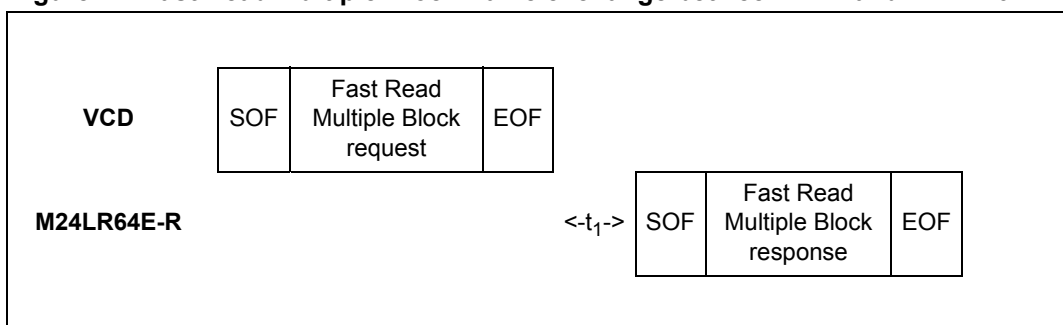 VCD
SOF
Fast Read
Multiple Block
request
EOF
M24LR64E-R
<-t₁->
SOF
Fast Read
Multiple Block
response
EOF